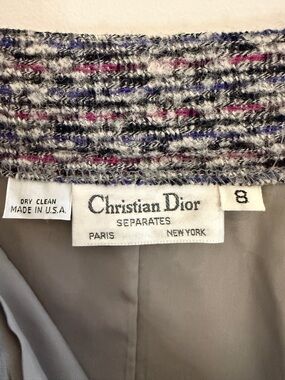 DRY CLEAN
MADE IN U.S.A.
Christian Dior
SEPARATES
PARIS NEW YORK
8